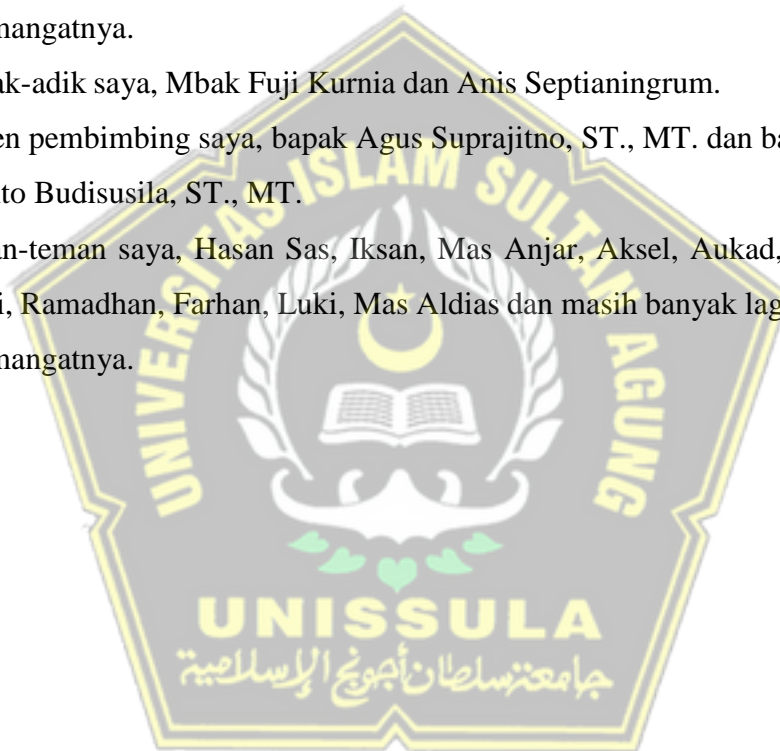 mangatnya.
ak-adik saya, Mbak Fuji Kurnia dan Anis Septianingrum.
en pembimbing saya, bapak Agus Suprajitno, ST., MT. dan ba
nto Budisusila, ST., MT.
an-teman saya, Hasan Sas, Iksan, Mas Anjar, Aksel, Aukad,
i, Ramadhan, Farhan, Luki, Mas Aldias dan masih banyak lag
mangatnya.
UNIVERSITAS ISLAM SULTAN AGUNG
UNISSULA
جامعة سلطان أجونج الإسلامية